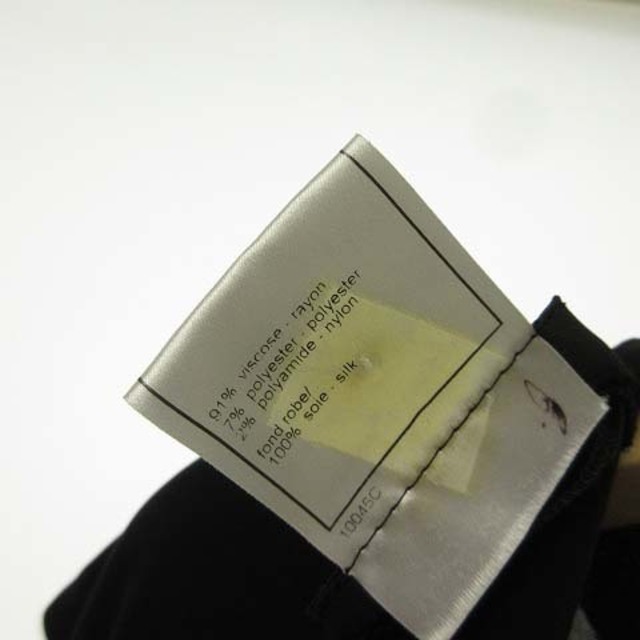 91% viscose - rayon
7% polyester - polyester
2% polyamide - nylon
fond robe/
100% soie - silk
10045C